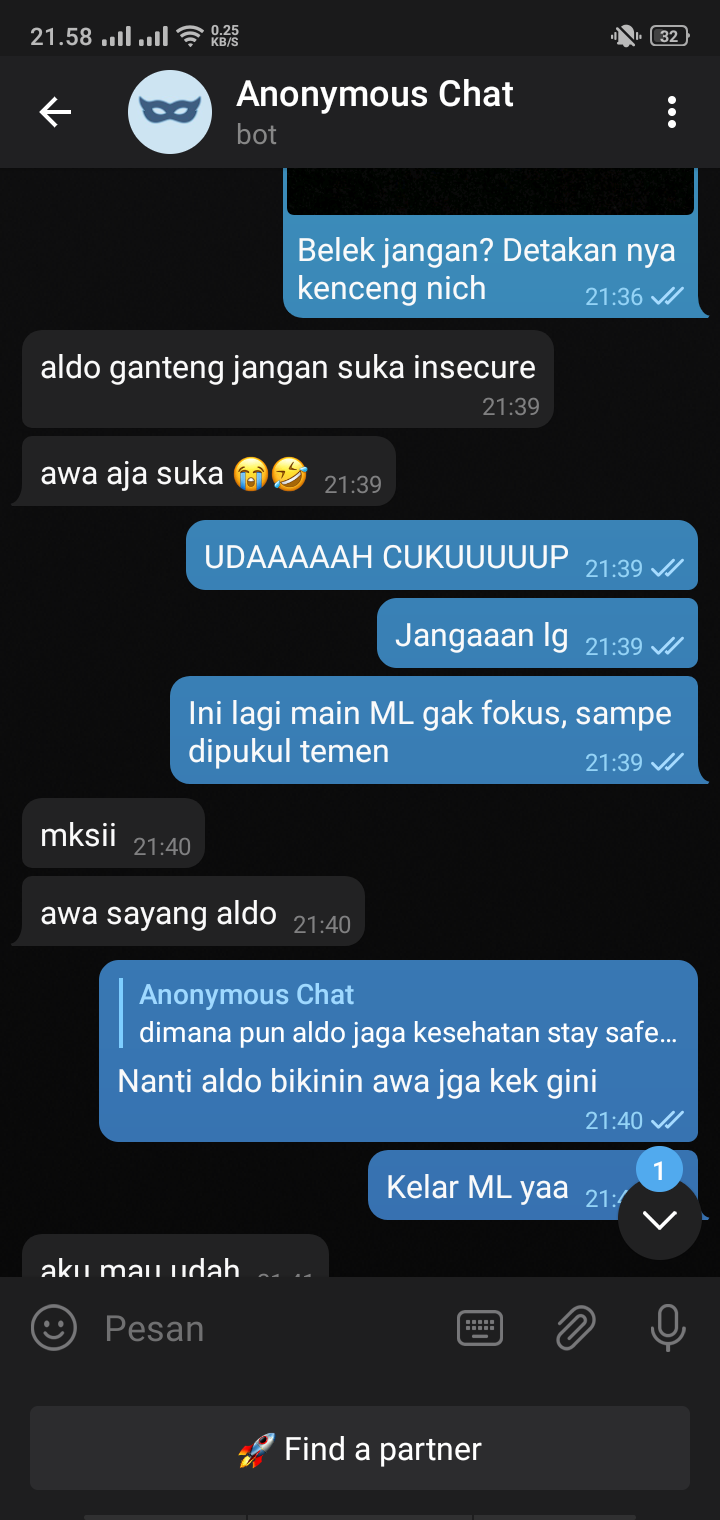 21.58
0.25
KB/S
32
Anonymous Chat
bot
Belek jangan? Detakan nya
kenceng nich
21:36
aldo ganteng jangan suka insecure
21:39
awa aja suka 😭🤣 21:39
UDAAAAAH CUKUUUUUP 21:39
Jangaaan lg 21:39
Ini lagi main ML gak fokus, sampe
dipukul temen
21:39
mksii 21:40
awa sayang aldo 21:40
Anonymous Chat
dimana pun aldo jaga kesehatan stay safe...
Nanti aldo bikinin awa jga kek gini
21:40
1
Kelar ML yaa 21:4
aku mau udah
Pesan
🚀 Find a partner